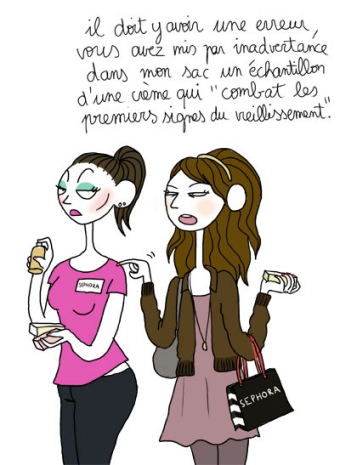 il doit y avoir une erreur,
vous avez mis par inadvertance
dans mon sac un échantillon
d'une crème qui "combat les
premiers signes du vieillissement".
SEPHORA
SEPHORA